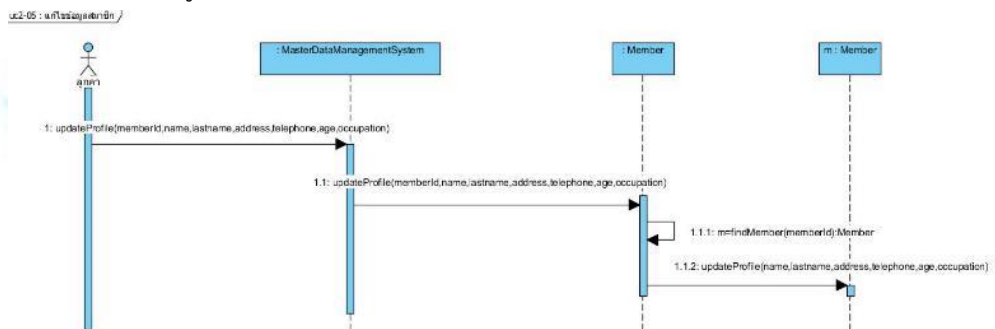 uc2-05 : แก้ไขข้อมูลสมาชิก
ลูกค้า
: MasterDataManagementSystem
: Member
m : Member
1: updateProfile(memberId,name,lastname,address,telephone,age,occupation)
1.1: updateProfile(memberId,name,lastname,address,telephone,age,occupation)
1.1.1: m=findMember(memberId):Member
1.1.2: updateProfile(name,lastname,address,telephone,age,occupation)